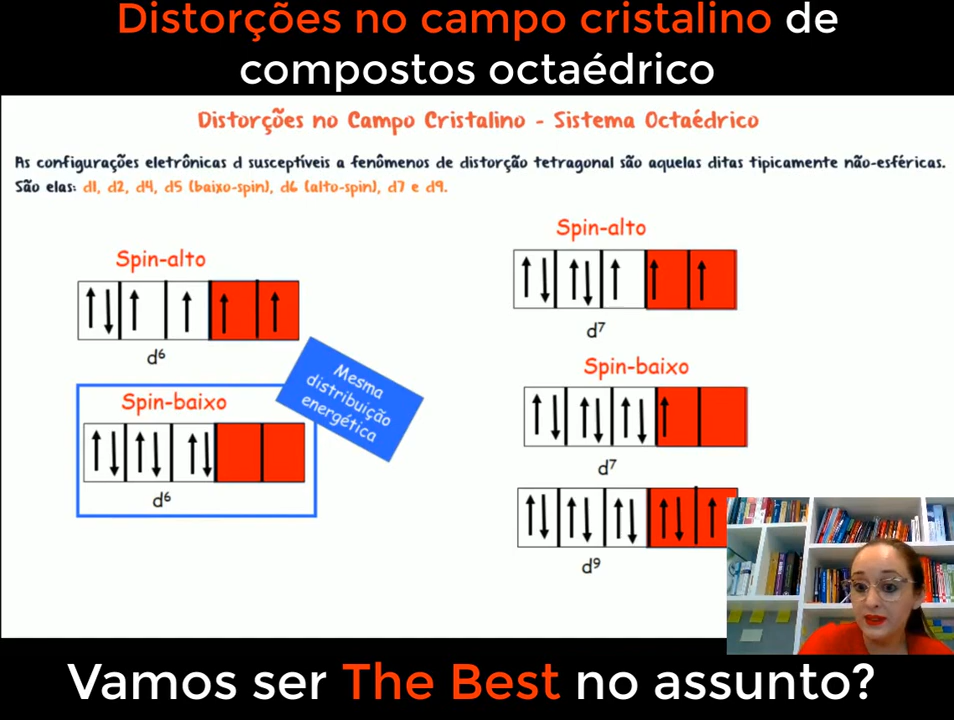 Distorções no campo cristalino de
compostos octaédrico
Distorções no Campo Cristalino - Sistema Octaédrico
As configurações eletrônicas d susceptíveis a fenômenos de distorção tetragonal são aquelas ditas tipicamente não-esféricas.
São elas: d1, d2, d4, d5 (baixo-spin), d6 (alto-spin), d7 e d9.
Spin-alto
d⁶
Spin-baixo
d⁶
Mesma
distribuição
energética
Spin-alto
d⁷
Spin-baixo
d⁷
d⁹
Vamos ser The Best no assunto?